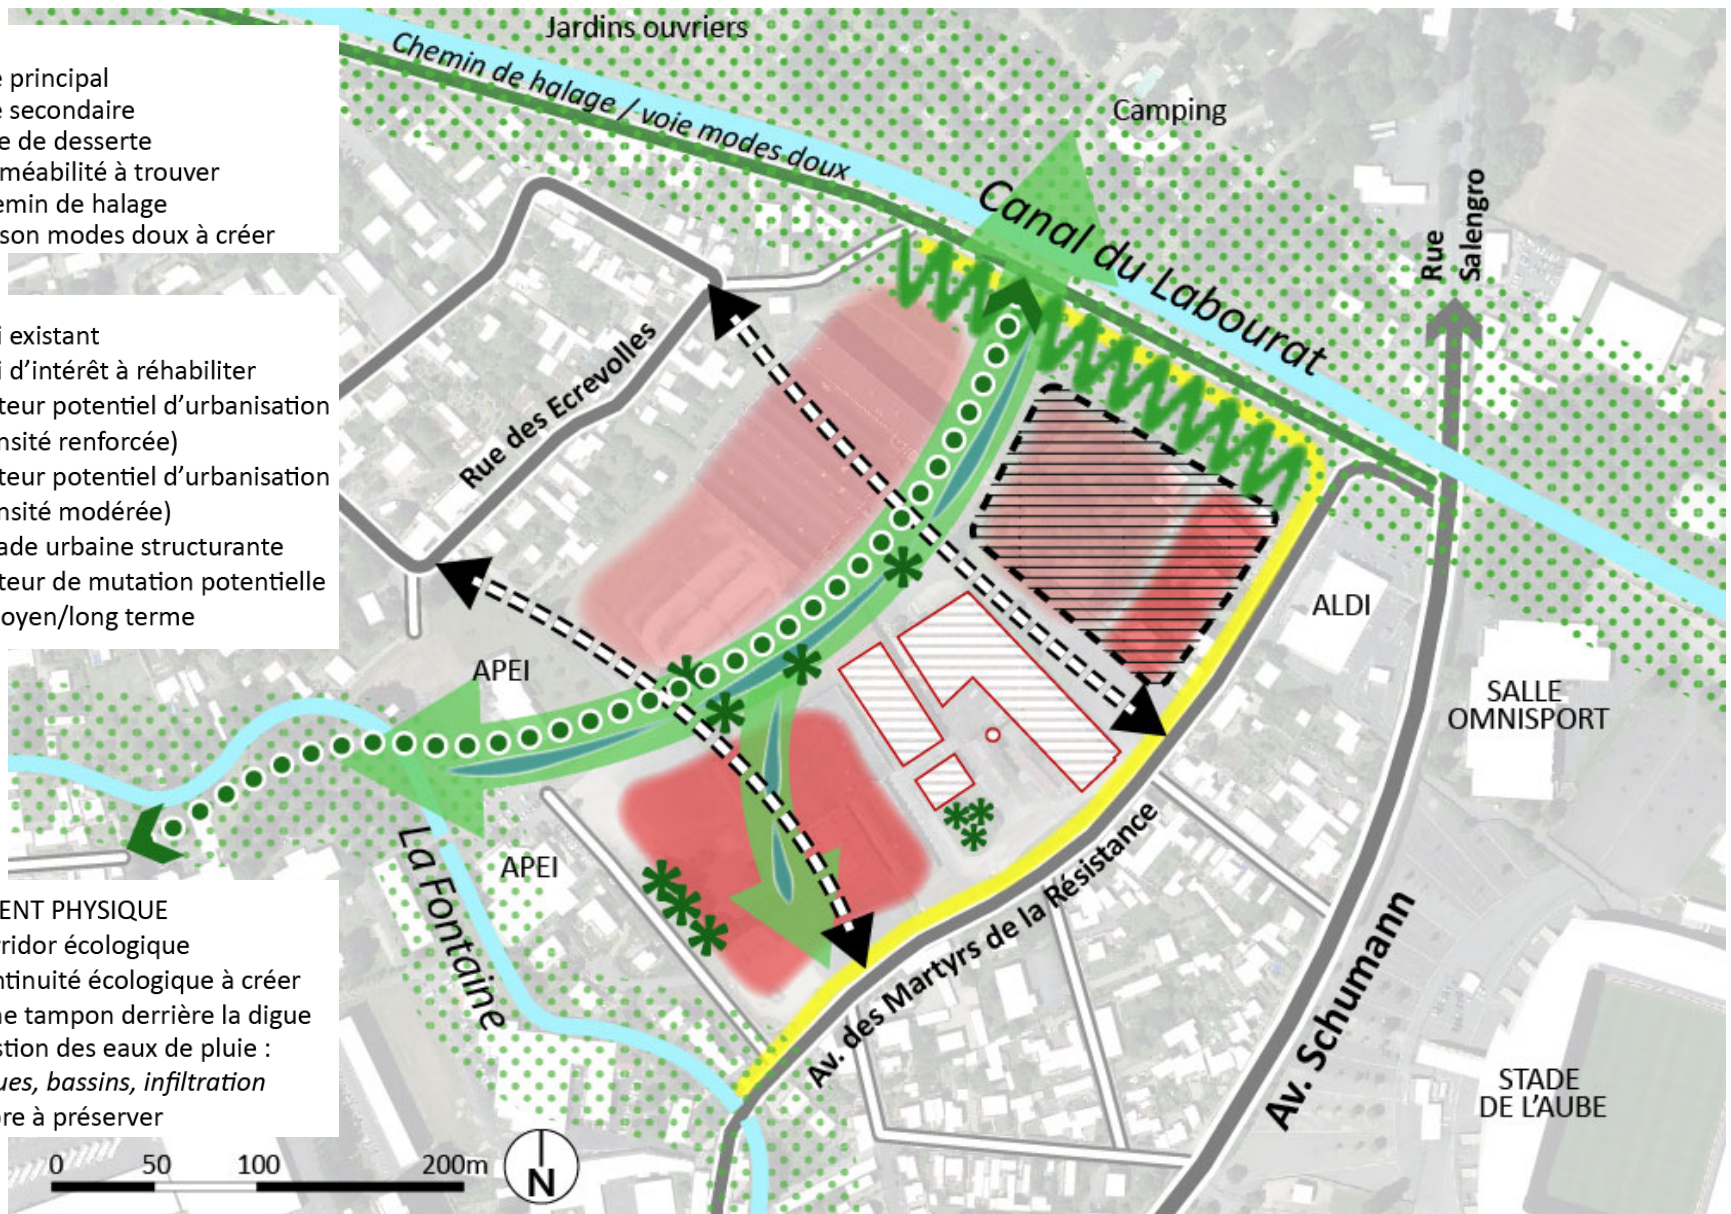 Jardins ouvriers
Chemin de halage / voie modes doux
Camping
Canal du Labourat
Rue
Salengro
e principal
e secondaire
e de desserte
méabilité à trouver
emin de halage
son modes doux à créer
i existant
i d’intérêt à réhabiliter
teur potentiel d’urbanisation
nsité renforcée)
teur potentiel d’urbanisation
nsité modérée)
ade urbaine structurante
teur de mutation potentielle
oyen/long terme
Rue des Ecrevolles
ALDI
APEI
SALLE
OMNISPORT
La Fontaine
APEI
Av. des Martyrs de la Résistance
Av. Schumann
ENT PHYSIQUE
rridor écologique
ntinuité écologique à créer
ne tampon derrière la digue
stion des eaux de pluie :
ues, bassins, infiltration
bre à préserver
STADE
DE L’AUBE
0 50 100 200m
N